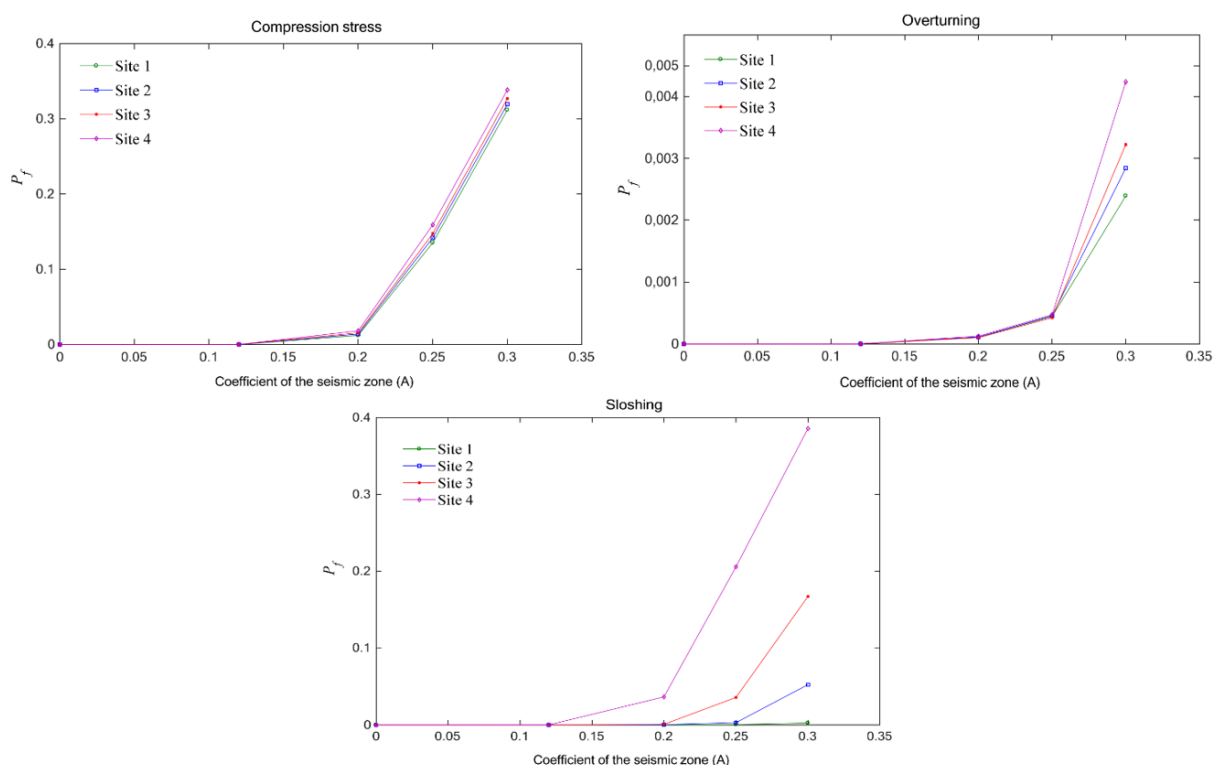 Compression stress
0.4
0.3
0.2
0.1
0
P_f
Site 1
Site 2
Site 3
Site 4
0 0.05 0.1 0.15 0.2 0.25 0.3 0.35
Coefficient of the seismic zone (A)
Overturning
0,005
0,004
0,003
0,002
0,001
0
P_f
Site 1
Site 2
Site 3
Site 4
0 0.05 0.1 0.15 0.2 0.25 0.3 0.35
Coefficient of the seismic zone (A)
Sloshing
0.4
0.3
0.2
0.1
0
P_f
Site 1
Site 2
Site 3
Site 4
0 0.05 0.1 0.15 0.2 0.25 0.3 0.35
Coefficient of the seismic zone (A)